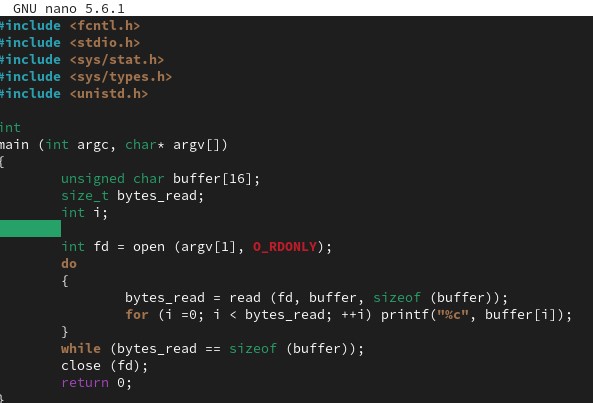 GNU nano 5.6.1
#include <fcntl.h>
#include <stdio.h>
#include <sys/stat.h>
#include <sys/types.h>
#include <unistd.h>
int
main (int argc, char* argv[])
{
unsigned char buffer[16];
size_t bytes_read;
int i;
int fd = open (argv[1], O_RDONLY);
do
{
bytes_read = read (fd, buffer, sizeof (buffer));
for (i =0; i < bytes_read; ++i) printf("%c", buffer[i]);
}
while (bytes_read == sizeof (buffer));
close (fd);
return 0;
}